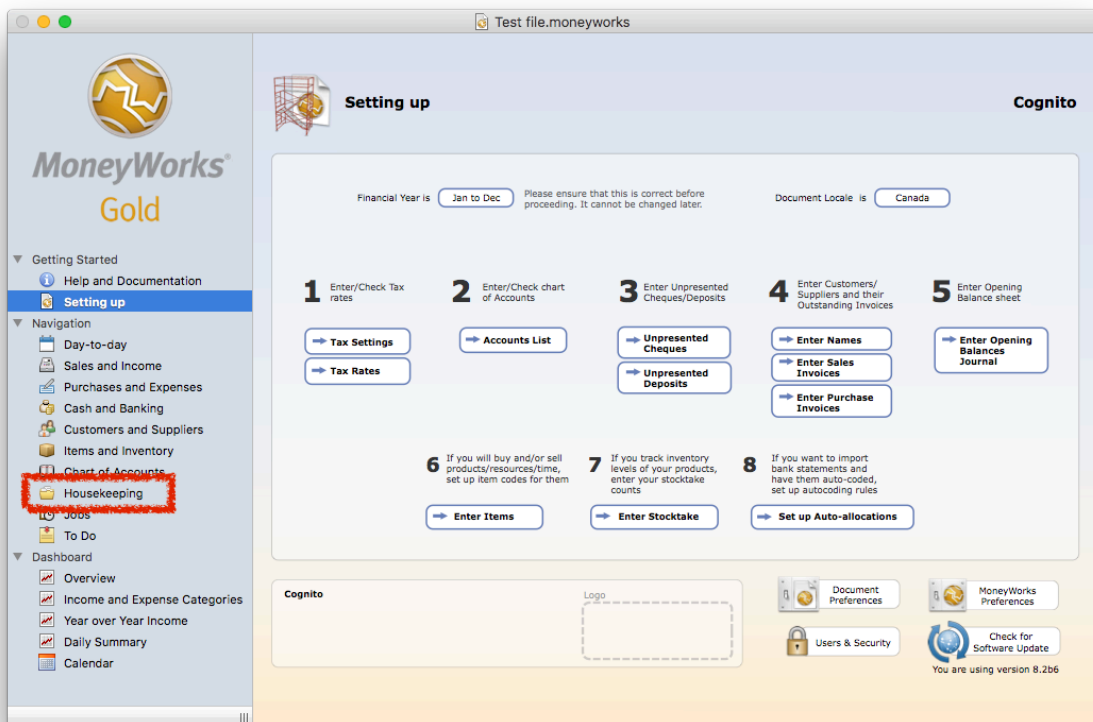 Test file.moneyworks
MoneyWorks®
Gold
Getting Started
Help and Documentation
Setting up
Navigation
Day-to-day
Sales and Income
Purchases and Expenses
Cash and Banking
Customers and Suppliers
Items and Inventory
Chart of Accounts
Housekeeping
Jobs
To Do
Dashboard
Overview
Income and Expense Categories
Year over Year Income
Daily Summary
Calendar
Setting up
Cognito
Financial Year is
Jan to Dec
Please ensure that this is correct before
proceeding. It cannot be changed later.
Document Locale is
Canada
1
Enter/Check Tax
rates
Tax Settings
Tax Rates
2
Enter/Check chart
of Accounts
Accounts List
3
Enter Unpresented
Cheques/Deposits
Unpresented
Cheques
Unpresented
Deposits
4
Enter Customers/
Suppliers and their
Outstanding Invoices
Enter Names
Enter Sales
Invoices
Enter Purchase
Invoices
5
Enter Opening
Balance sheet
Enter Opening
Balances
Journal
6
If you will buy and/or sell
products/resources/time,
set up item codes for them
Enter Items
7
If you track inventory
levels of your products,
enter your stocktake
counts
Enter Stocktake
8
If you want to import
bank statements and
have them auto-coded,
set up autocoding rules
Set up Auto-allocations
Cognito
Logo
Document
Preferences
MoneyWorks
Preferences
Users & Security
Check for
Software Update
You are using version 8.2b6